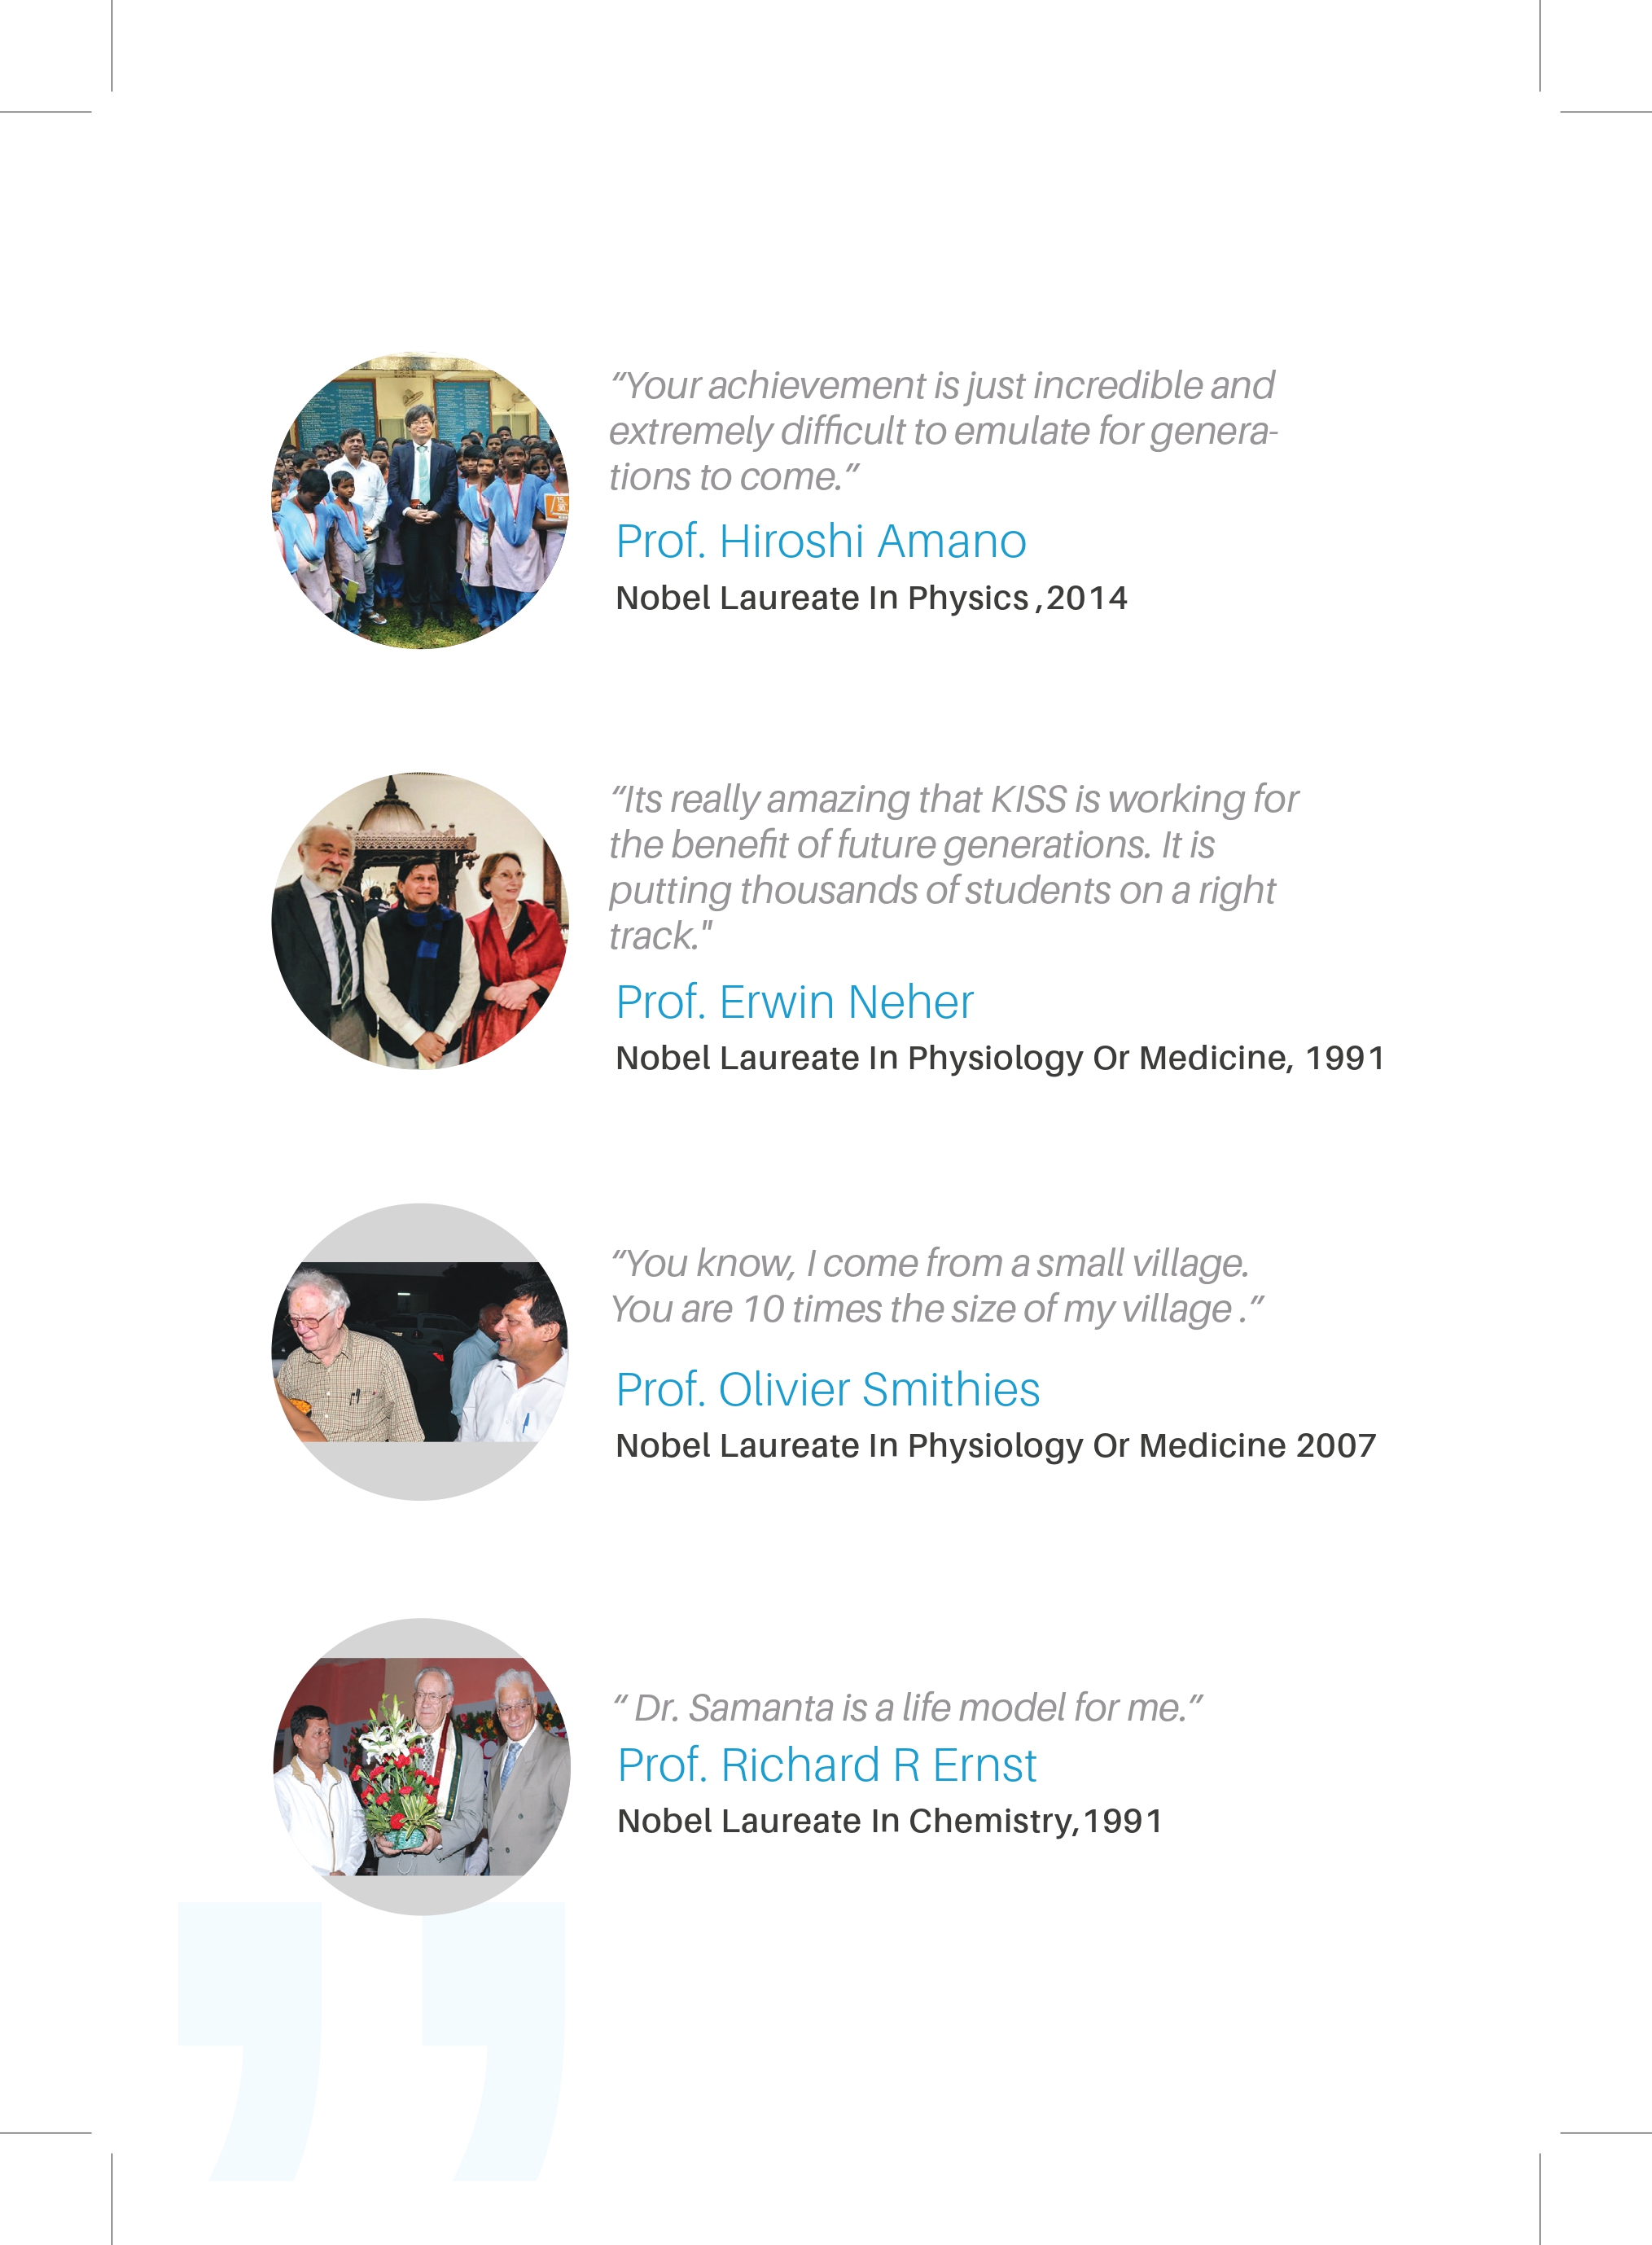 “Your achievement is just incredible and
extremely difficult to emulate for genera-
tions to come.”
Prof. Hiroshi Amano
Nobel Laureate In Physics ,2014
“Its really amazing that KISS is working for
the benefit of future generations. It is
putting thousands of students on a right
track."
Prof. Erwin Neher
Nobel Laureate In Physiology Or Medicine, 1991
“You know, I come from a small village.
You are 10 times the size of my village .”
Prof. Olivier Smithies
Nobel Laureate In Physiology Or Medicine 2007
“ Dr. Samanta is a life model for me.”
Prof. Richard R Ernst
Nobel Laureate In Chemistry,1991